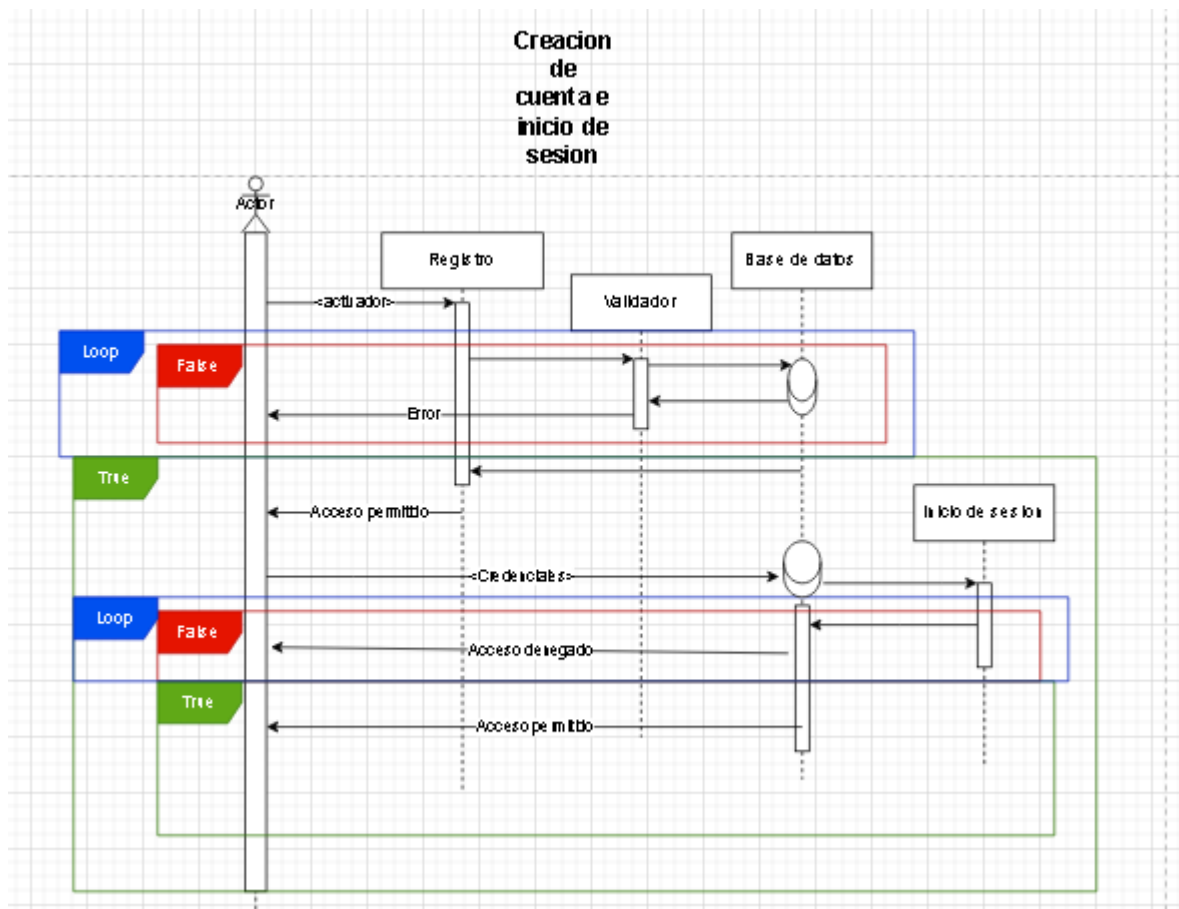 Creacion
de
cuenta e
inicio de
sesion
Actor
Registro
Base de datos
<actuador>
Validador
Loop
False
Error
True
Acceso permitido
Inicio de sesion
<Credenciales>
Loop
False
Acceso denegado
True
Acceso permitido